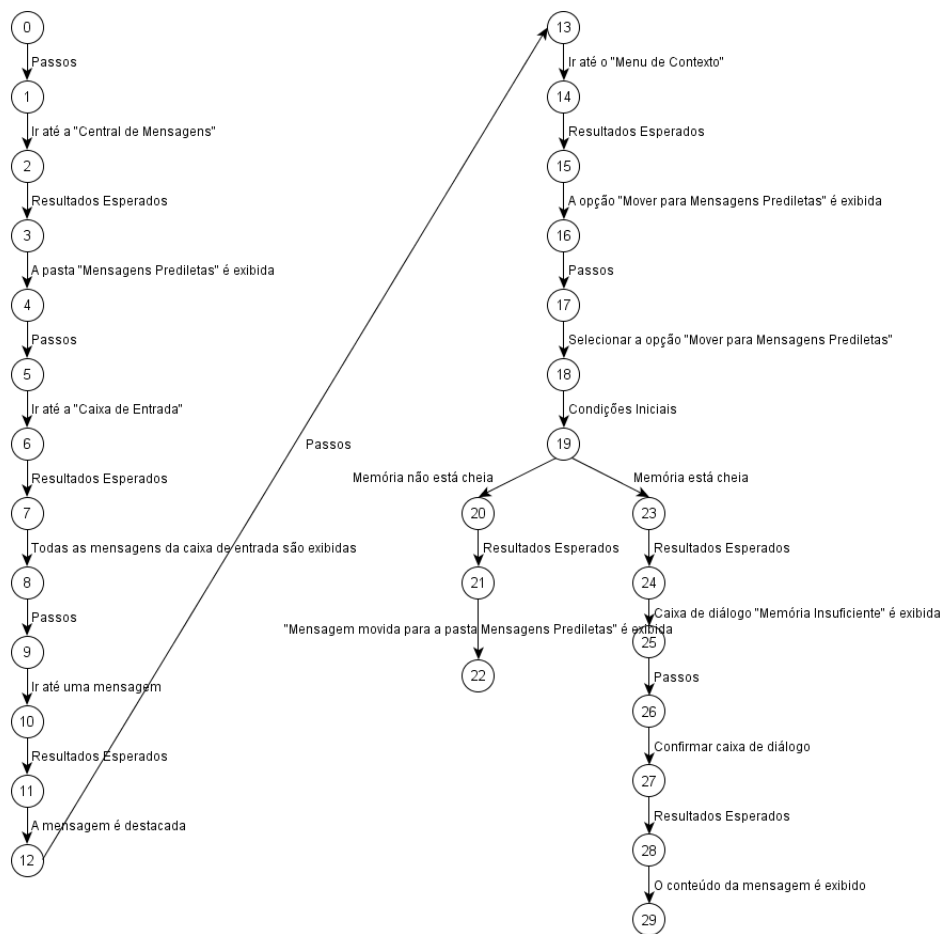 0
Passos
1
Ir até a "Central de Mensagens"
2
Resultados Esperados
3
A pasta "Mensagens Prediletas" é exibida
4
Passos
5
Ir até a "Caixa de Entrada"
6
Resultados Esperados
7
Todas as mensagens da caixa de entrada são exibidas
8
Passos
9
Ir até uma mensagem
10
Resultados Esperados
11
A mensagem é destacada
12
Passos
13
Ir até o "Menu de Contexto"
14
Resultados Esperados
15
A opção "Mover para Mensagens Prediletas" é exibida
16
Passos
17
Selecionar a opção "Mover para Mensagens Prediletas"
18
Condições Iniciais
19
Memória não está cheia
20
Resultados Esperados
21
"Mensagem movida para a pasta Mensagens Prediletas" é exibida
22
Memória está cheia
23
Resultados Esperados
24
Caixa de diálogo "Memória Insuficiente" é exibida
25
Passos
26
Confirmar caixa de diálogo
27
Resultados Esperados
28
O conteúdo da mensagem é exibido
29